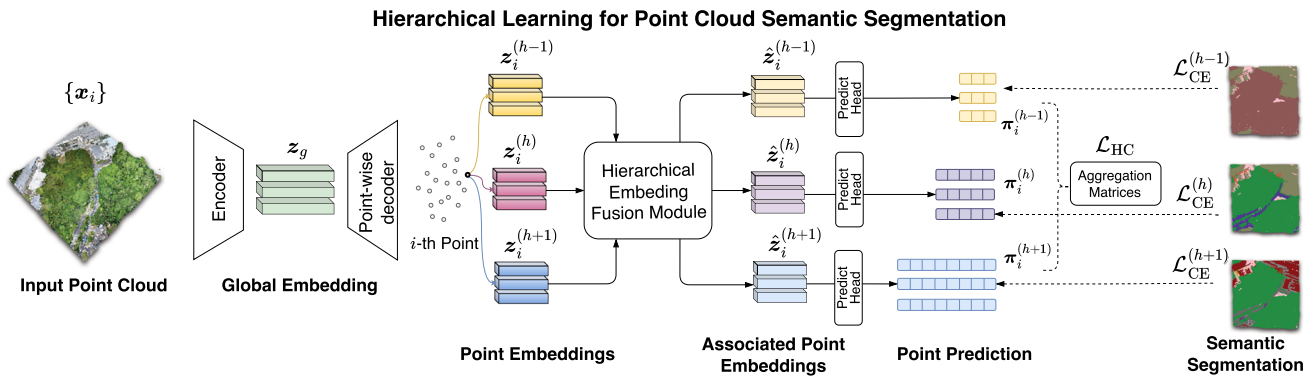 Hierarchical Learning for Point Cloud Semantic Segmentation
{x_i}
Input Point Cloud
Encoder
z_g
Point-wise
decoder
Global Embedding
i-th Point
z_i^{(h-1)}
z_i^{(h)}
z_i^{(h+1)}
Point Embeddings
Hierarchical
Embeding
Fusion Module
ẑ_i^{(h-1)}
ẑ_i^{(h)}
ẑ_i^{(h+1)}
Associated Point
Embeddings
Predict
Head
Predict
Head
Predict
Head
π_i^{(h-1)}
π_i^{(h)}
π_i^{(h+1)}
Point Prediction
ℒ_HC
Aggregation
Matrices
ℒ_CE^{(h-1)}
ℒ_CE^{(h)}
ℒ_CE^{(h+1)}
Semantic
Segmentation